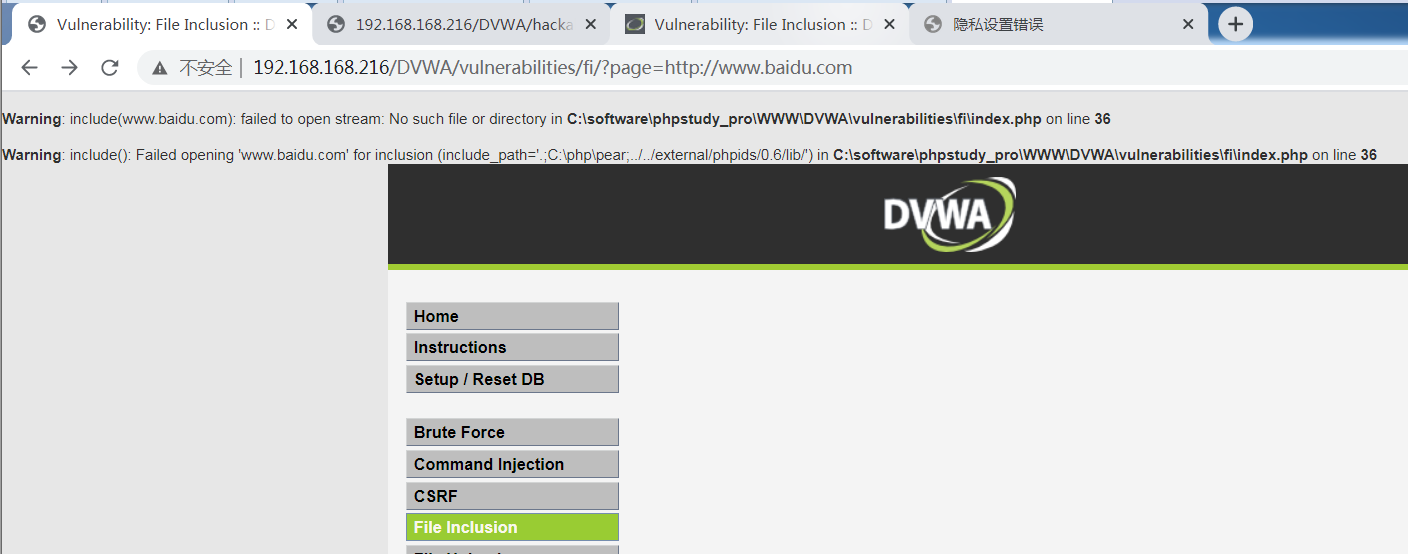 Vulnerability: File Inclusion :: D
192.168.168.216/DVWA/hacka
Vulnerability: File Inclusion :: D
隐私设置错误
不安全 | 192.168.168.216/DVWA/vulnerabilities/fi/?page=http://www.baidu.com
Warning: include(www.baidu.com): failed to open stream: No such file or directory in C:\software\phpstudy_pro\WWW\DVWA\vulnerabilities\fi\index.php on line 36
Warning: include(): Failed opening 'www.baidu.com' for inclusion (include_path='.;C:\php\pear;../../external/phpids/0.6/lib/') in C:\software\phpstudy_pro\WWW\DVWA\vulnerabilities\fi\index.php on line 36
DVWA
Home
Instructions
Setup / Reset DB
Brute Force
Command Injection
CSRF
File Inclusion